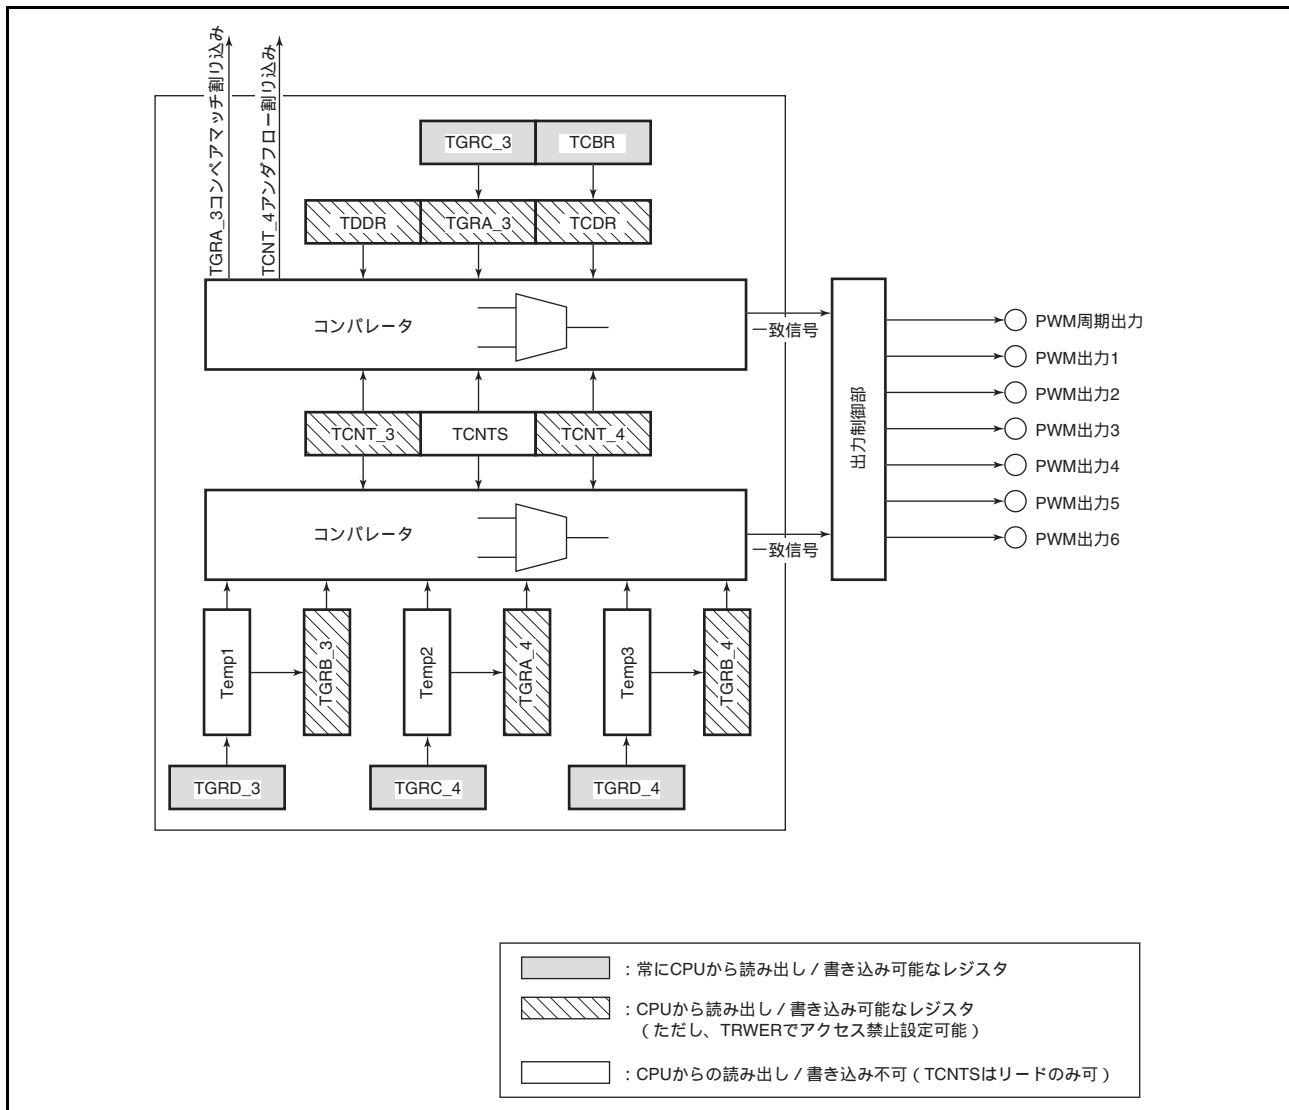 TGRA_3コンペアマッチ割り込み
TCNT_4アンダフロー割り込み
TGRC_3
TCBR
TDDR
TGRA_3
TCDR
コンパレータ
一致信号
TCNT_3
TCNTS
TCNT_4
コンパレータ
一致信号
出力制御部
PWM周期出力
PWM出力1
PWM出力2
PWM出力3
PWM出力4
PWM出力5
PWM出力6
Temp1
TGRB_3
Temp2
TGRA_4
Temp3
TGRB_4
TGRD_3
TGRC_4
TGRD_4
：常にCPUから読み出し / 書き込み可能なレジスタ
：CPUから読み出し / 書き込み可能なレジスタ
（ただし、TRWERでアクセス禁止設定可能）
：CPUからの読み出し / 書き込み不可（TCNTSはリードのみ可）